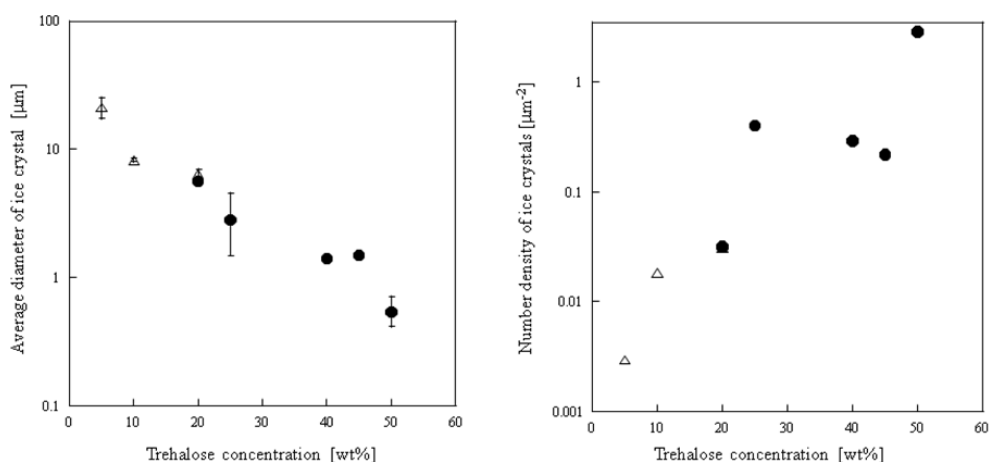 100
10
1
0.1
0 10 20 30 40 50 60
Average diameter of ice crystal [μm]
Trehalose concentration [wt%]
1
0.1
0.01
0.001
0 10 20 30 40 50 60
Number density of ice crystals [μm-2]
Trehalose concentration [wt%]